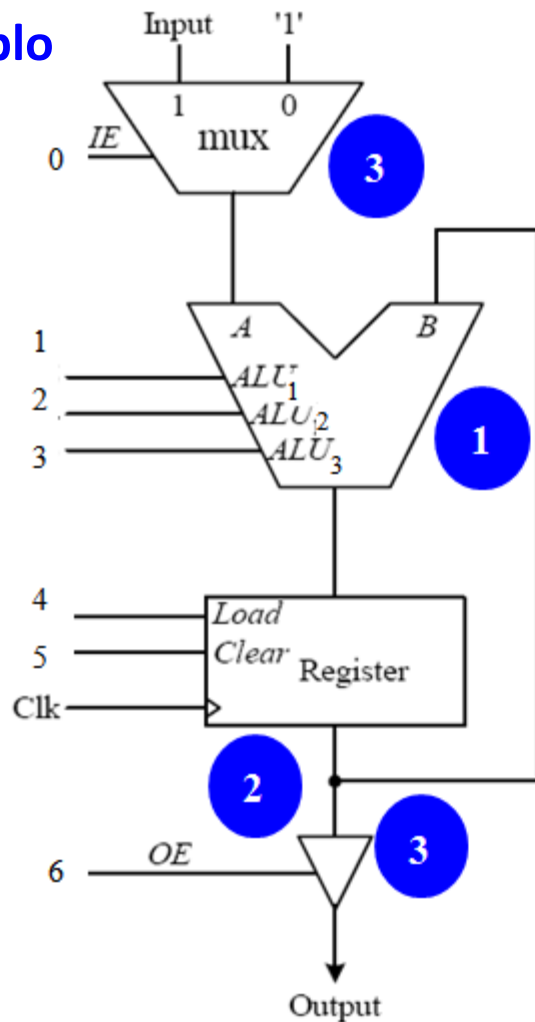 plo
Input '1'
1 0
mux
0 IE
3
A B
1 ALU1
2 ALU2
3 ALU3
1
4 Load
5 Clear
Register
Clk
2
3
6 OE
Output